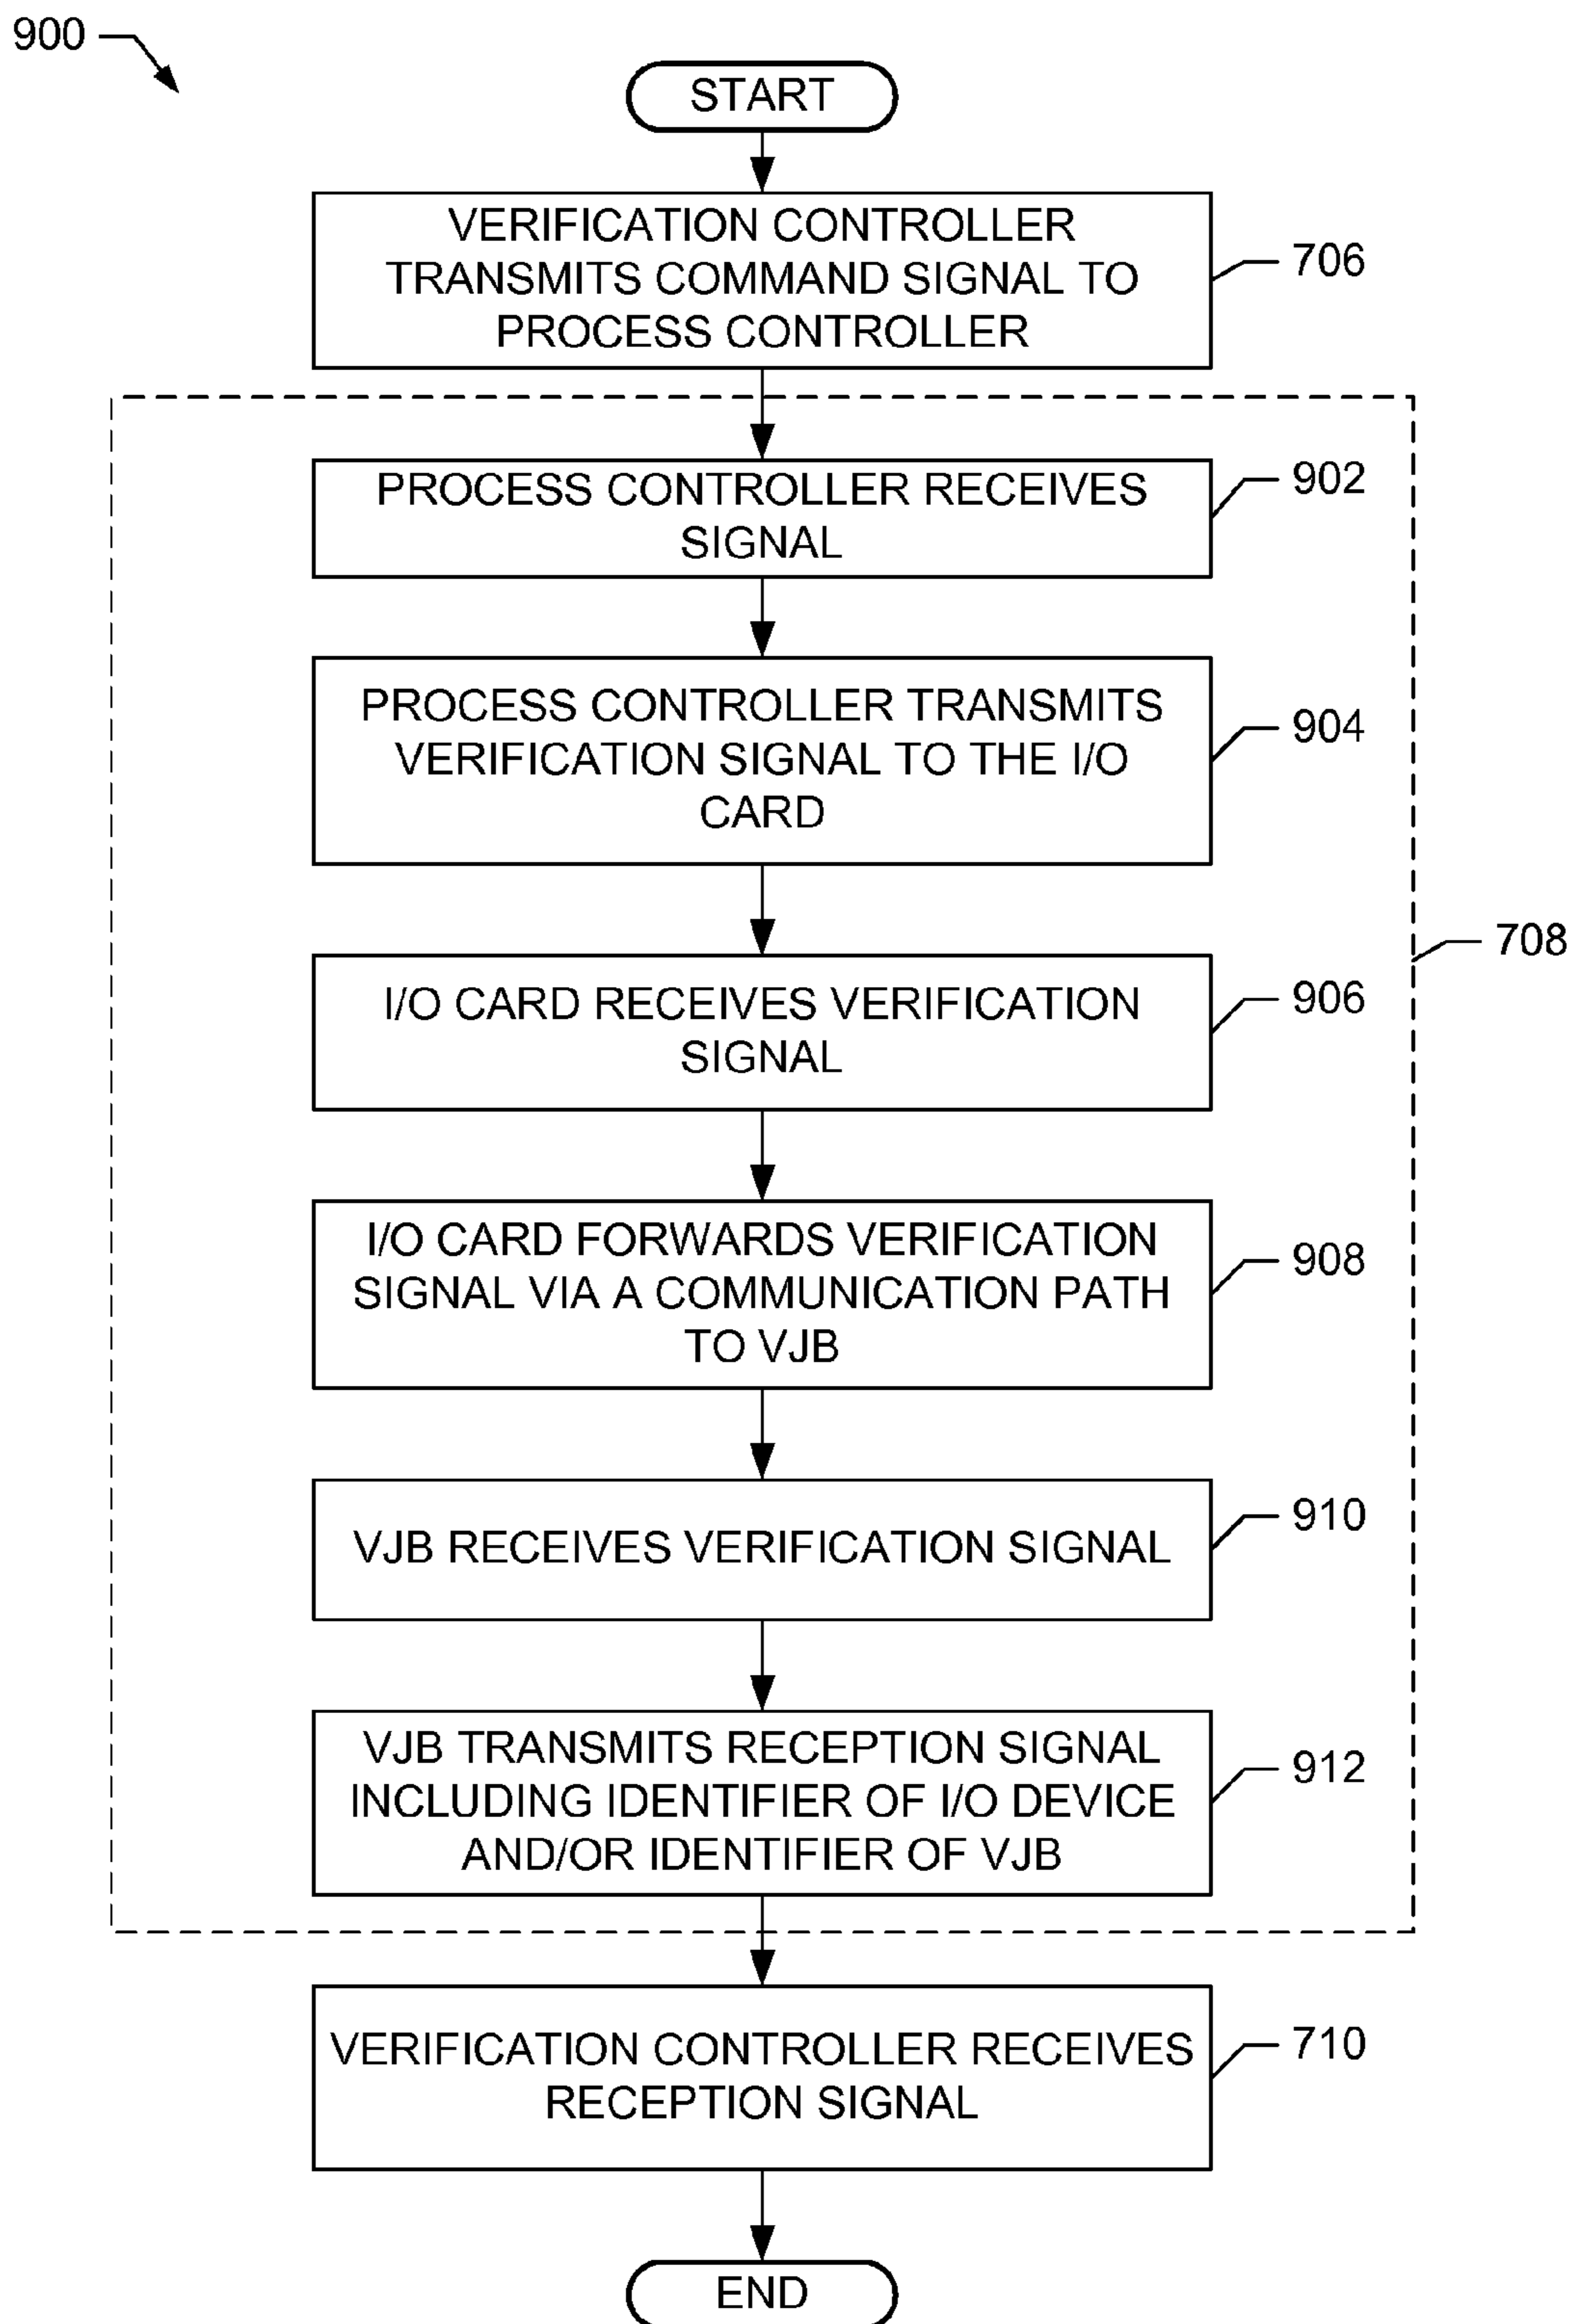 900
START
VERIFICATION CONTROLLER
TRANSMITS COMMAND SIGNAL TO
PROCESS CONTROLLER
706
PROCESS CONTROLLER RECEIVES
SIGNAL
902
PROCESS CONTROLLER TRANSMITS
VERIFICATION SIGNAL TO THE I/O
CARD
904
708
I/O CARD RECEIVES VERIFICATION
SIGNAL
906
I/O CARD FORWARDS VERIFICATION
SIGNAL VIA A COMMUNICATION PATH
TO VJB
908
VJB RECEIVES VERIFICATION SIGNAL
910
VJB TRANSMITS RECEPTION SIGNAL
INCLUDING IDENTIFIER OF I/O DEVICE
AND/OR IDENTIFIER OF VJB
912
VERIFICATION CONTROLLER RECEIVES
RECEPTION SIGNAL
710
END